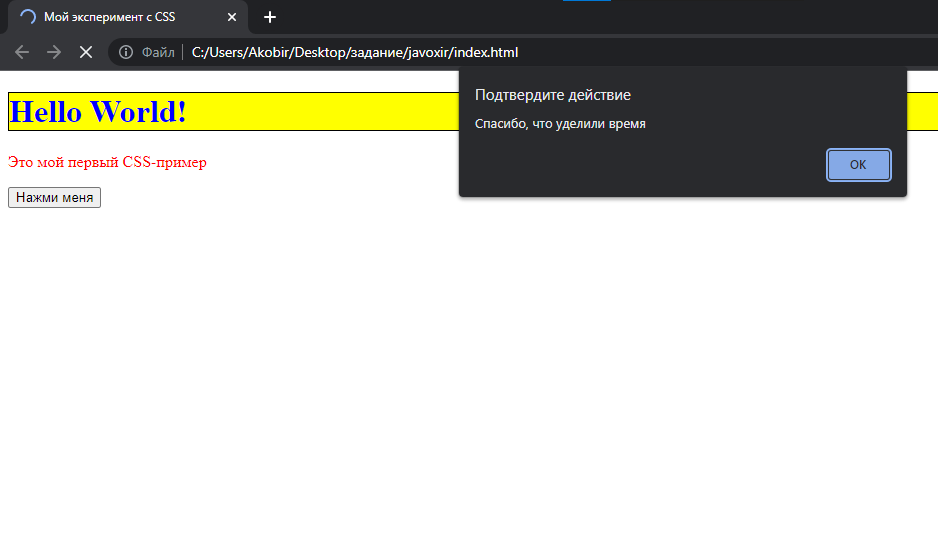 Мой эксперимент с CSS
Файл
C:/Users/Akobir/Desktop/задание/javoxir/index.html
Подтвердите действие
Спасибо, что уделили время
ОК
Hello World!
Это мой первый CSS-пример
Нажми меня